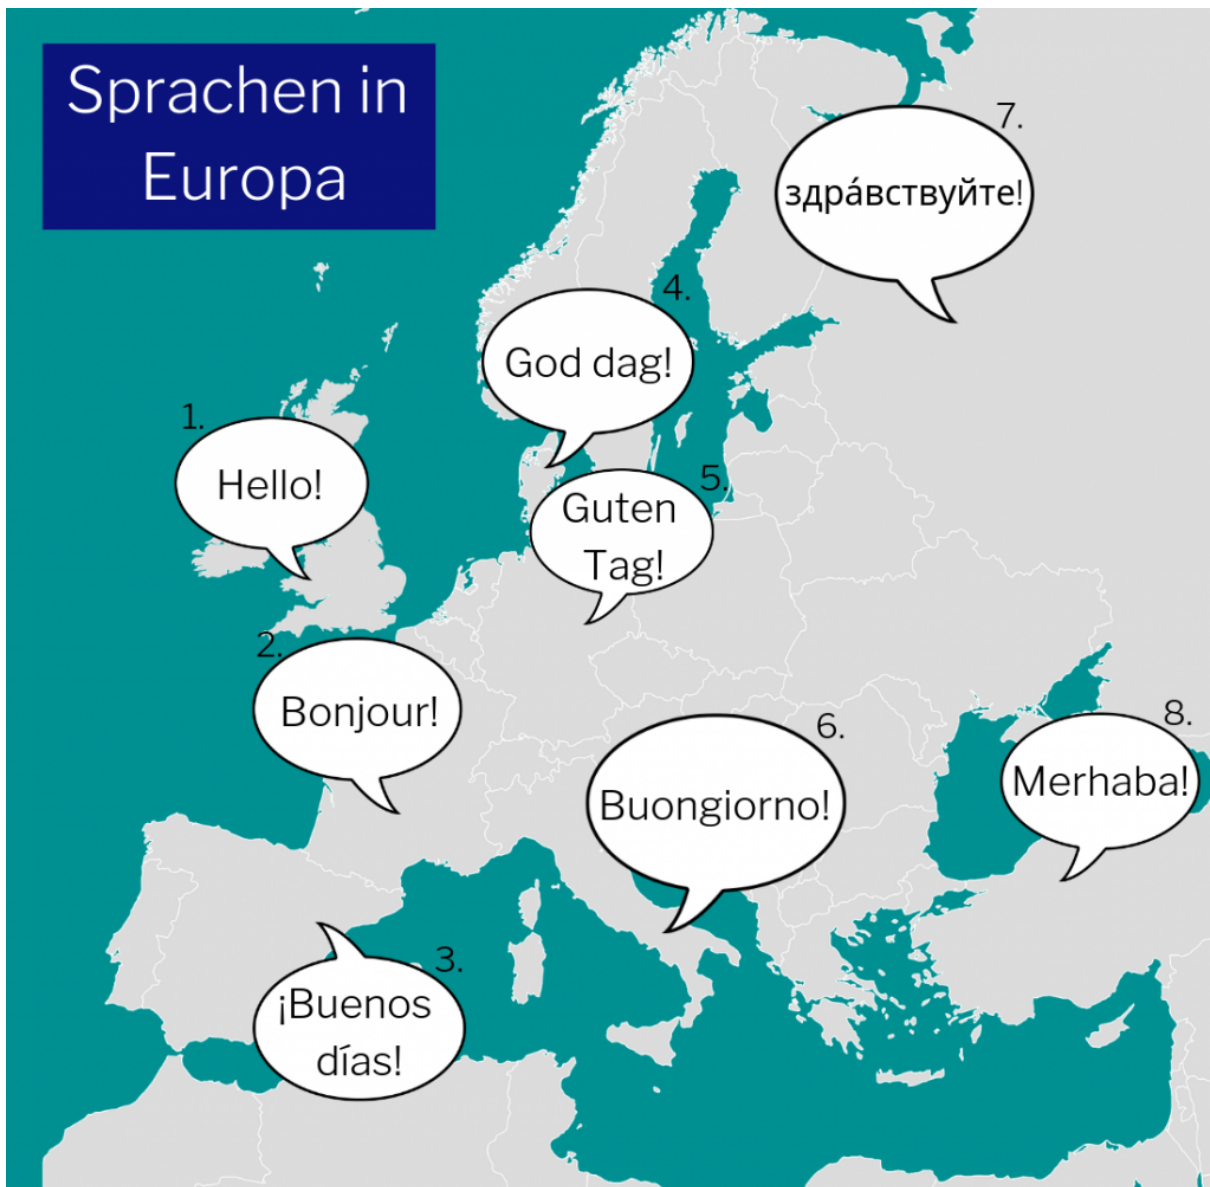 Sprachen in
Europa
1.
Hello!
2.
Bonjour!
3.
¡Buenos
días!
4.
God dag!
5.
Guten
Tag!
6.
Buongiorno!
7.
здрáвствуйте!
8.
Merhaba!